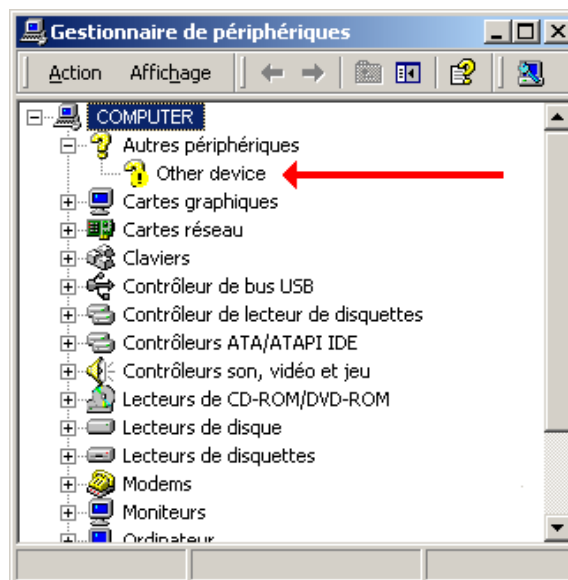 Gestionnaire de périphériques
Action Affichage
COMPUTER
Autres périphériques
Other device
Cartes graphiques
Cartes réseau
Claviers
Contrôleur de bus USB
Contrôleur de lecteur de disquettes
Contrôleurs ATA/ATAPI IDE
Contrôleurs son, vidéo et jeu
Lecteurs de CD-ROM/DVD-ROM
Lecteurs de disque
Lecteurs de disquettes
Modems
Moniteurs
Ordinateur